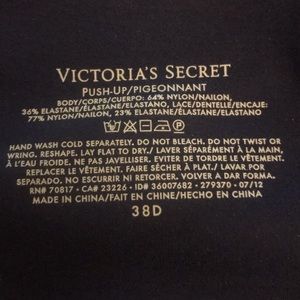 VICTORIA'S SECRET
PUSH-UP/PIGEONNANT
BODY/CORPS/CUERPO: 64% NYLON/NAILON,
36% ELASTANE/ÉLASTANE/ELASTANO, LACE/DENTELLE/ENCAJE:
77% NYLON/NAILON, 23% ELASTANE/ÉLASTANE/ELASTANO.
HAND WASH COLD SEPARATELY. DO NOT BLEACH. DO NOT TWIST OR
WRING. RESHAPE. LAY FLAT TO DRY./ LAVER SÉPARÉMENT À LA MAIN,
À L'EAU FROIDE. NE PAS JAVELLISER. EVITER DE TORDRE LE VÊTEMENT.
REPLACER LE VÊTEMENT. FAIRE SÉCHER À PLAT./ LAVAR POR
SEPARADO. NO ESCURRIR NI RETORCER. VOLVER A DAR FORMA.
RN# 70817 • CA# 23226 • ID# 36007682 • 279370 • 07/12
MADE IN CHINA/FAIT EN CHINE/HECHO EN CHINA
38D